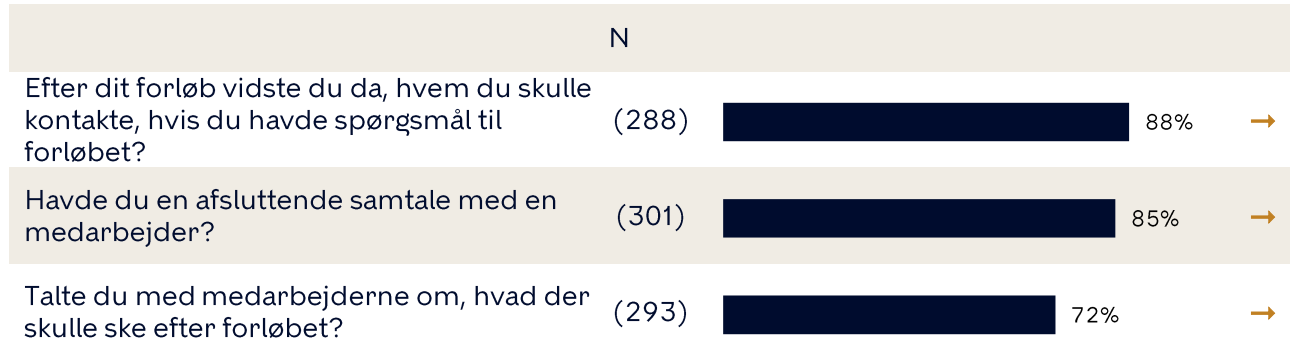 N
Efter dit forløb vidste du da, hvem du skulle
kontakte, hvis du havde spørgsmål til
forløbet?
(288)
88%
→
Havde du en afsluttende samtale med en
medarbejder?
(301)
85%
→
Talte du med medarbejderne om, hvad der
skulle ske efter forløbet?
(293)
72%
→